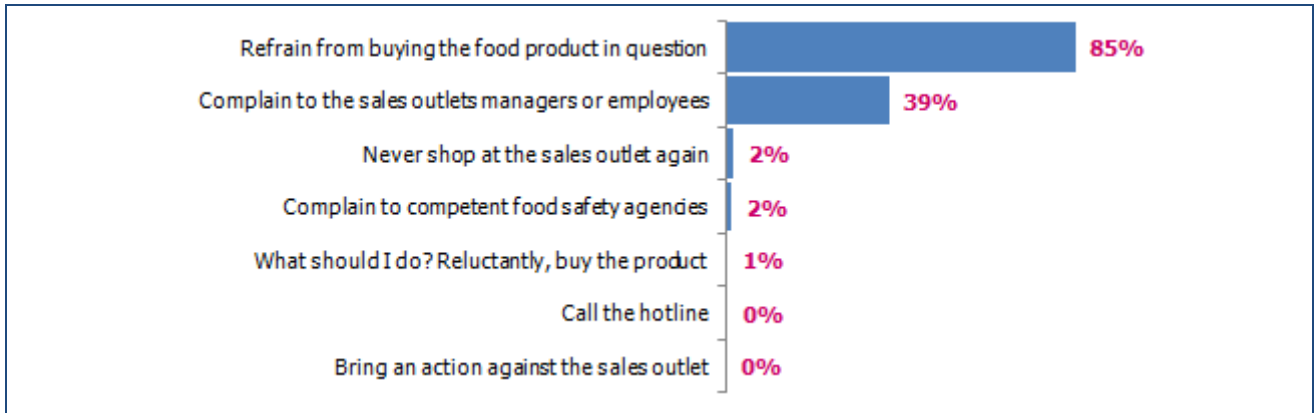 Refrain from buying the food product in question 85%
Complain to the sales outlets managers or employees 39%
Never shop at the sales outlet again 2%
Complain to competent food safety agencies 2%
What should I do? Reluctantly, buy the product 1%
Call the hotline 0%
Bring an action against the sales outlet 0%